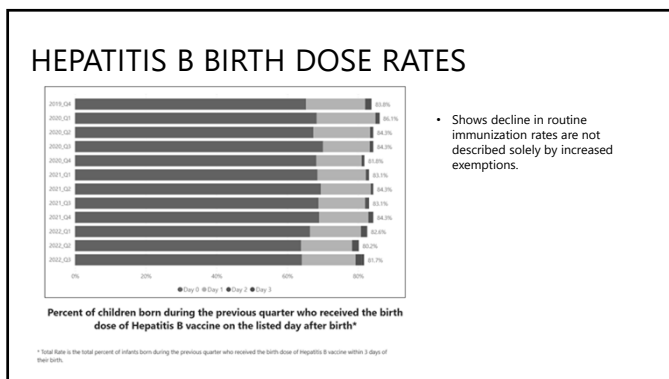 HEPATITIS B BIRTH DOSE RATES
2019_Q4
83.8%
2020_Q1
86.1%
2020_Q2
84.3%
2020_Q3
84.3%
2020_Q4
81.8%
2021_Q1
83.1%
2021_Q2
84.3%
2021_Q3
83.1%
2021_Q4
84.3%
2022_Q1
82.6%
2022_Q2
80.2%
2022_Q3
81.7%
0% 20% 40% 60% 80%
Day 0 Day 1 Day 2 Day 3
Percent of children born during the previous quarter who received the birth
dose of Hepatitis B vaccine on the listed day after birth*
* Total Rate is the total percent of infants born during the previous quarter who received the birth dose of Hepatitis B vaccine within 3 days of
their birth.
• Shows decline in routine
immunization rates are not
described solely by increased
exemptions.